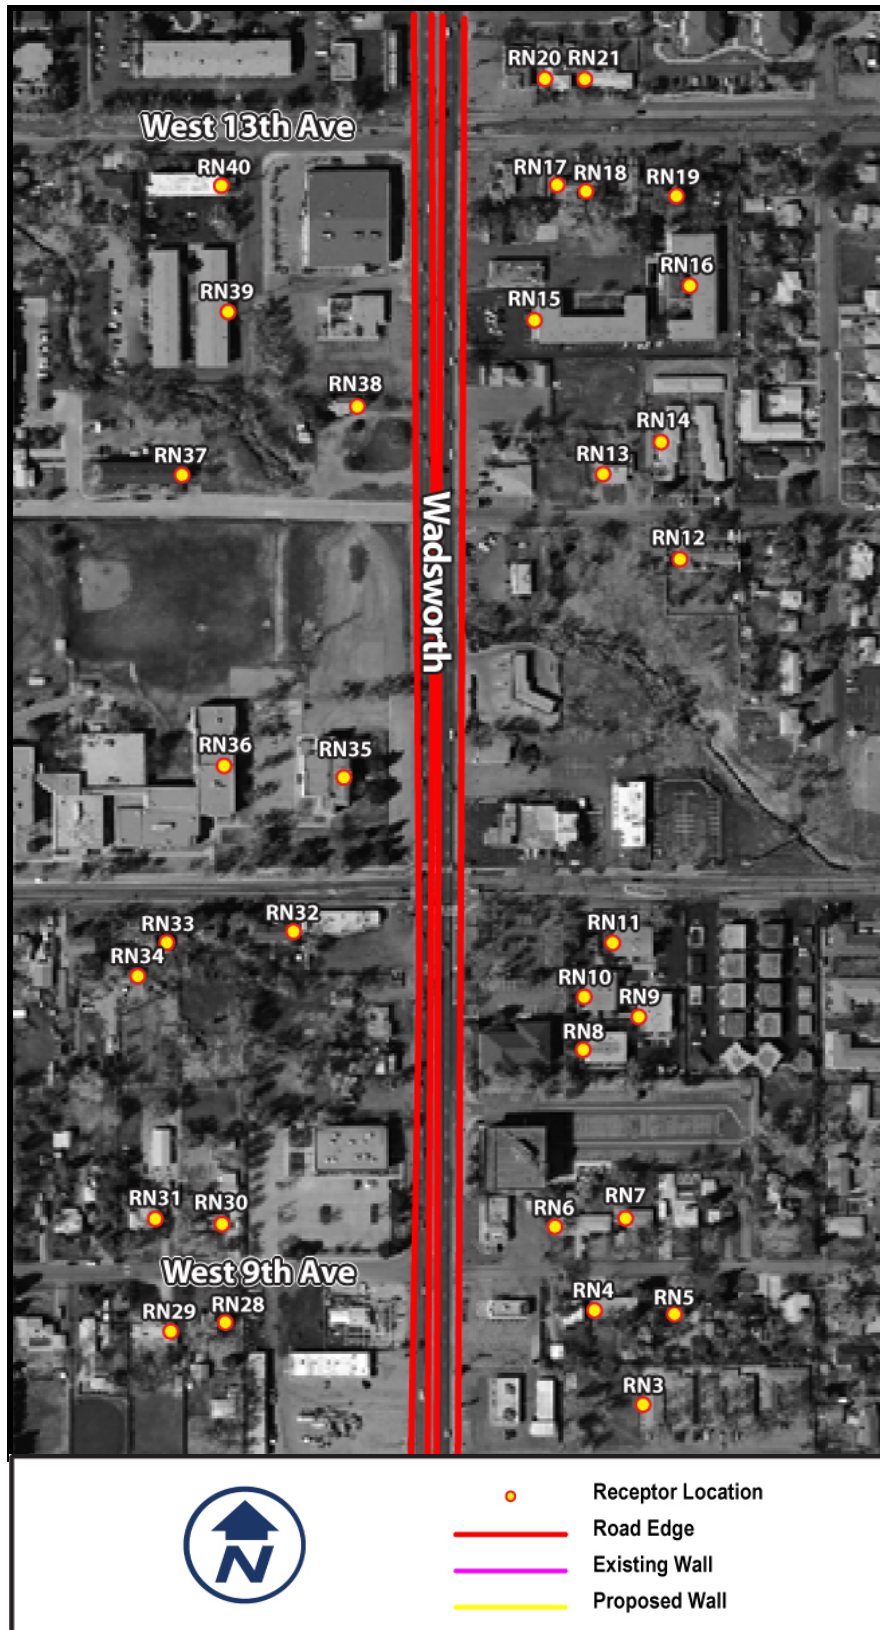 RN20 RN21
West 13th Ave
RN40
RN17 RN18 RN19
RN16
RN39
RN15
RN38
RN14
RN37
RN13
Wadsworth
RN12
RN36 RN35
RN33 RN32
RN34
RN11
RN10
RN9
RN8
RN31 RN30
RN6 RN7
West 9th Ave
RN29 RN28
RN4 RN5
RN3
N
Receptor Location
Road Edge
Existing Wall
Proposed Wall